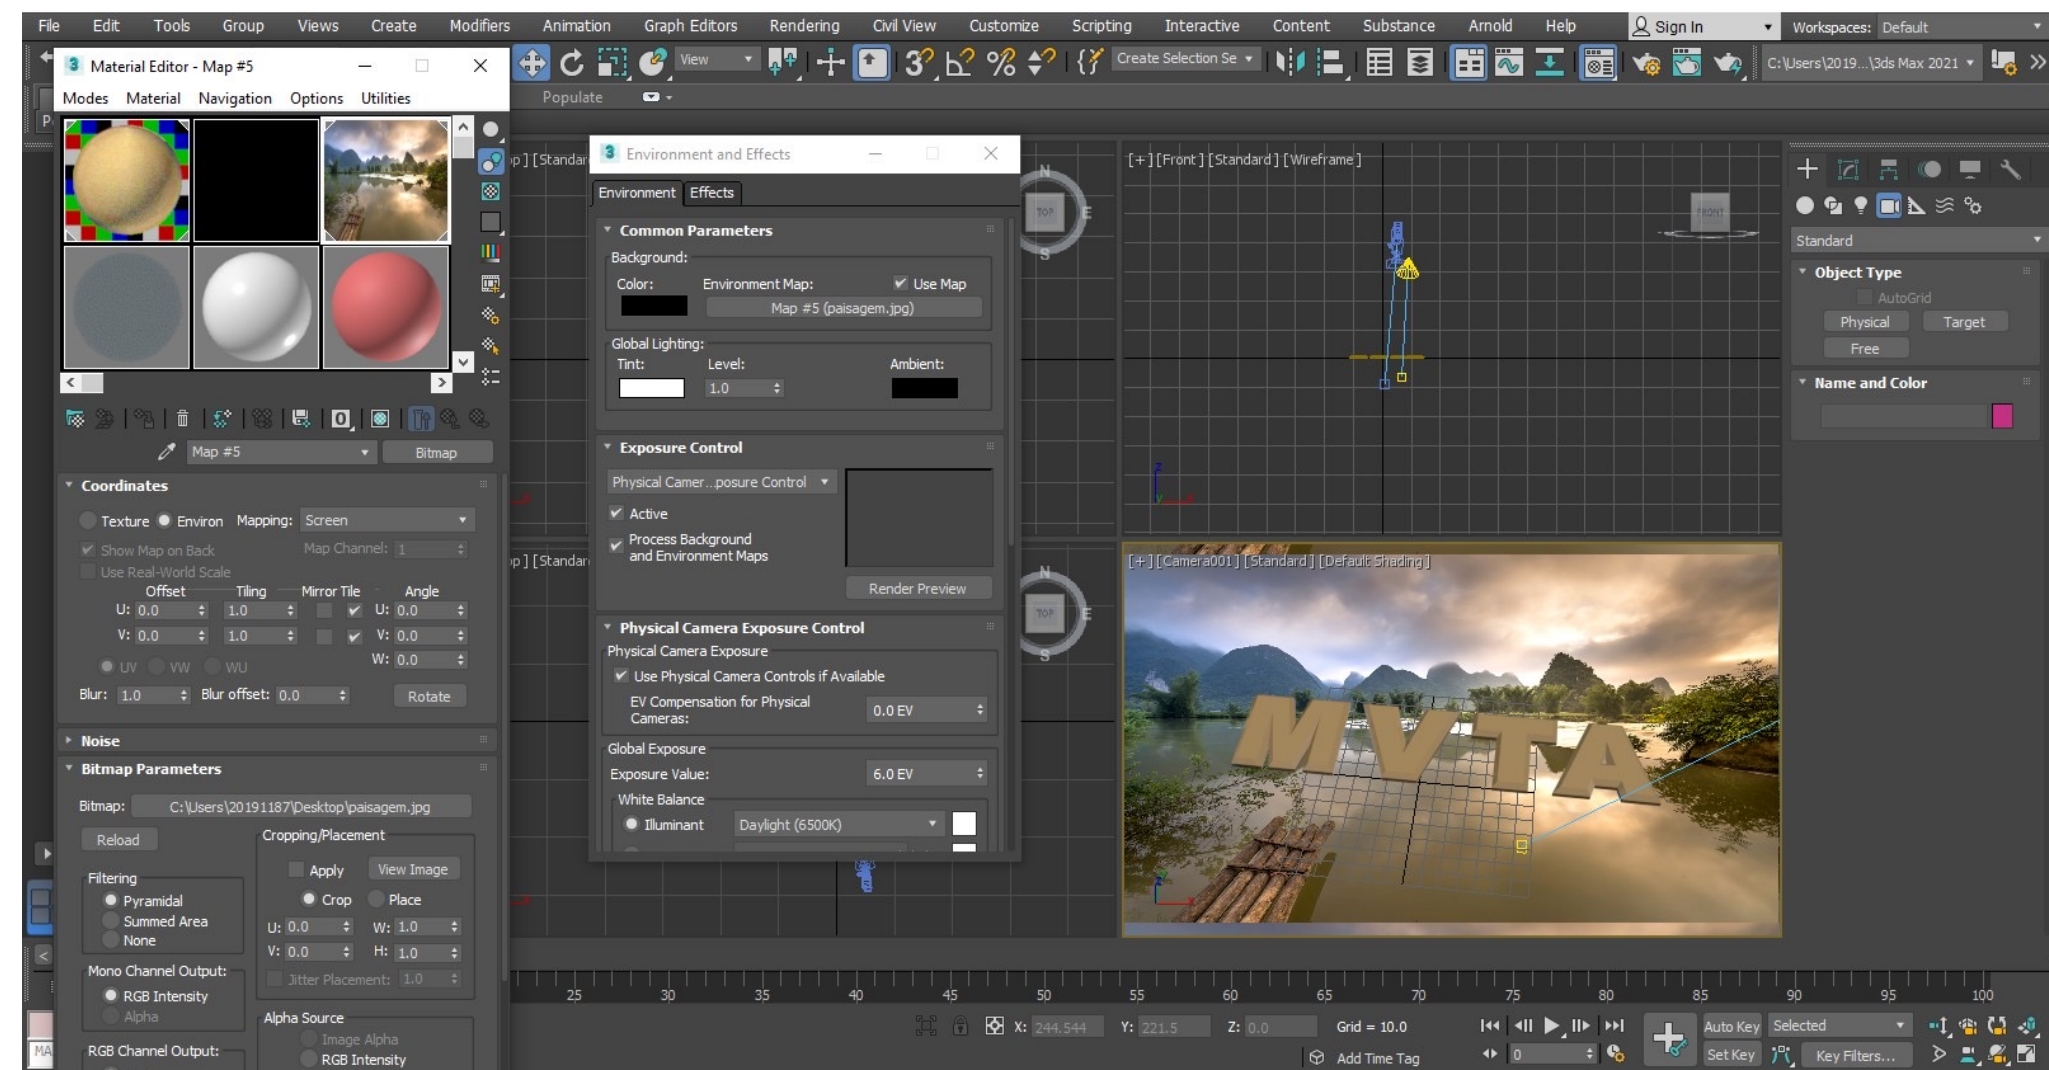 File Edit Tools Group Views Create Modifiers Animation Graph Editors Rendering Civil View Customize Scripting Interactive Content Substance Arnold Help Sign In Workspaces: Default
3 Material Editor - Map #5
View
Create Selection Se
C:\Users\2019...\3ds Max 2021
Modes Material Navigation Options Utilities
Populate
3 Environment and Effects
Environment Effects
Common Parameters
Background:
Color: Environment Map: Use Map
Map #5 (paisagem.jpg)
Global Lighting:
Tint: Level: Ambient:
1.0
Exposure Control
Physical Camer...posure Control
Active
Process Background
and Environment Maps
Render Preview
Physical Camera Exposure Control
Physical Camera Exposure
Use Physical Camera Controls if Available
EV Compensation for Physical
Cameras:
0.0 EV
Global Exposure
Exposure Value: 6.0 EV
White Balance
Illuminant Daylight (6500K)
Map #5 Bitmap
Coordinates
Texture Environ Mapping: Screen
Show Map on Back Map Channel: 1
Use Real-World Scale
Offset Tiling Mirror Tile Angle
U: 0.0 1.0 U: 0.0
V: 0.0 1.0 V: 0.0
UV VW WU W: 0.0
Blur: 1.0 Blur offset: 0.0 Rotate
Noise
Bitmap Parameters
Bitmap: C:\Users\20191187\Desktop\paisagem.jpg
Reload
Cropping/Placement
Apply View Image
Crop Place
U: 0.0 W: 1.0
V: 0.0 H: 1.0
Jitter Placement: 1.0
Filtering
Pyramidal
Summed Area
None
Mono Channel Output:
RGB Intensity
Alpha
Alpha Source
Image Alpha
RGB Intensity
RGB Channel Output:
op ] [Standar
N
TOP E
S
[+] [Front ] [Standard ] [Wireframe ]
FRONT
z
op ] [Standar
N
TOP E
S
[+] [Camera001 ] [Standard ] [Default Shading ]
MVTA
Z
x
Standard
Object Type
AutoGrid
Physical Target
Free
Name and Color
25 30 35 40 45 50 55 60 65 70 75 80 85 90 95 100
X: 244.544 Y: 221.5 Z: 0.0 Grid = 10.0
Add Time Tag
0
Auto Key Selected
Set Key Key Filters...
MA